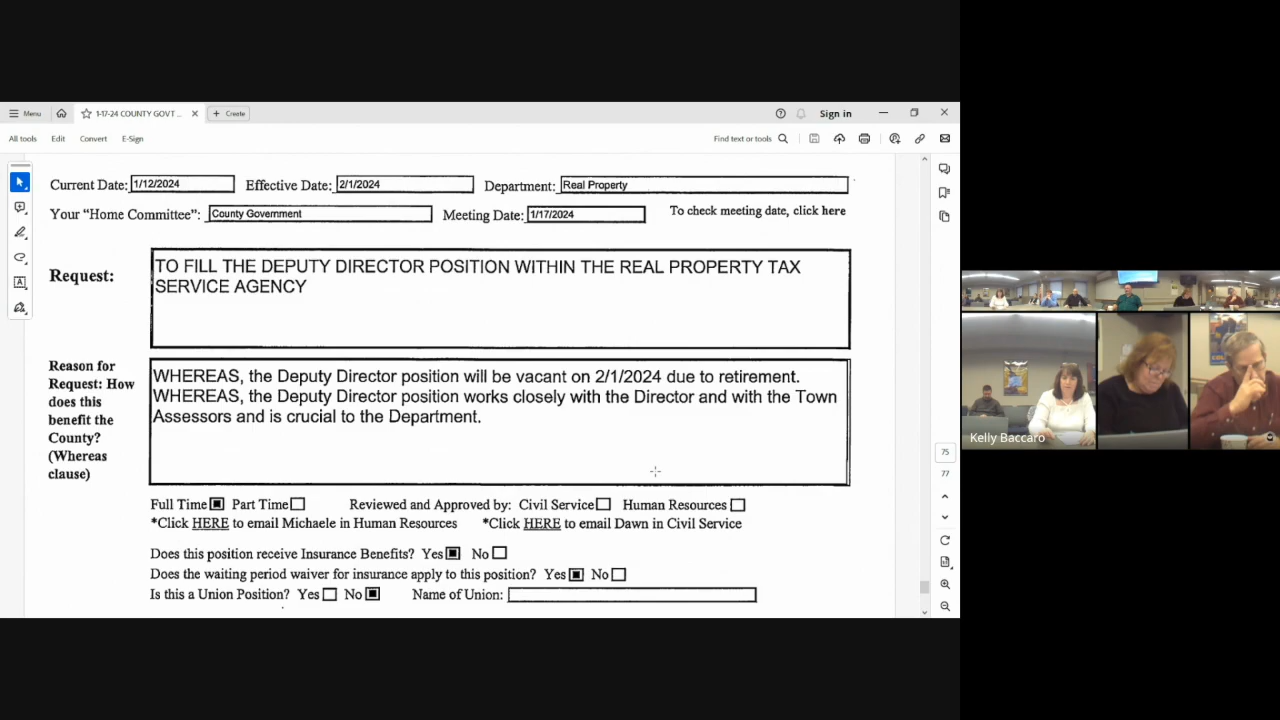 Menu
1-17-24 COUNTY GOVT ...
Create
Sign in
All tools Edit Convert E-Sign
Find text or tools
Current Date: 1/12/2024 Effective Date: 2/1/2024 Department: Real Property
Your “Home Committee”: County Government Meeting Date: 1/17/2024 To check meeting date, click here
Request:
TO FILL THE DEPUTY DIRECTOR POSITION WITHIN THE REAL PROPERTY TAX
SERVICE AGENCY
Reason for
Request: How
does this
benefit the
County?
(Whereas
clause)
WHEREAS, the Deputy Director position will be vacant on 2/1/2024 due to retirement.
WHEREAS, the Deputy Director position works closely with the Director and with the Town
Assessors and is crucial to the Department.
Full Time Part Time Reviewed and Approved by: Civil Service Human Resources
*Click HERE to email Michaele in Human Resources *Click HERE to email Dawn in Civil Service
Does this position receive Insurance Benefits? Yes No
Does the waiting period waiver for insurance apply to this position? Yes No
Is this a Union Position? Yes No Name of Union:
75
77
Kelly Baccaro